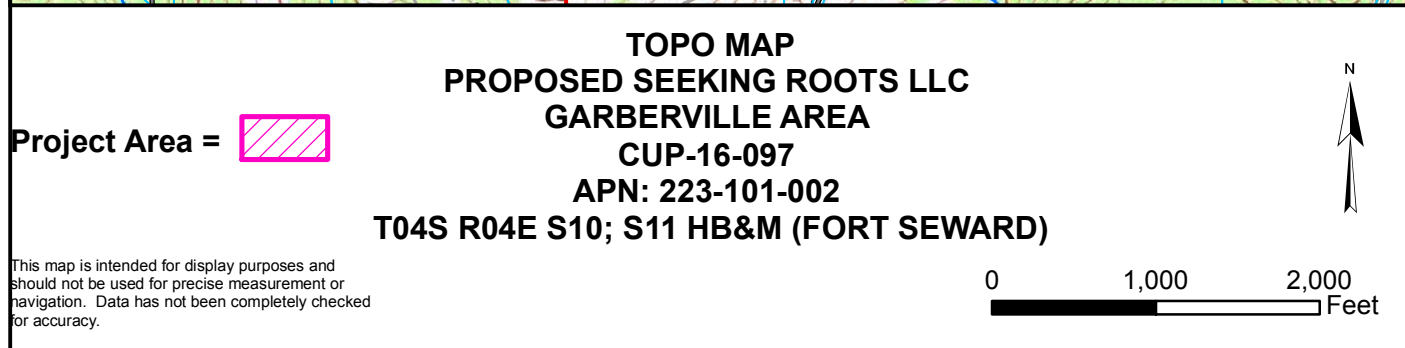 TOPO MAP
PROPOSED SEEKING ROOTS LLC
GARBERVILLE AREA
CUP-16-097
APN: 223-101-002
T04S R04E S10; S11 HB&M (FORT SEWARD)
Project Area =
N
This map is intended for display purposes and
should not be used for precise measurement or
navigation.  Data has not been completely checked
for accuracy.
0 1,000 2,000
Feet